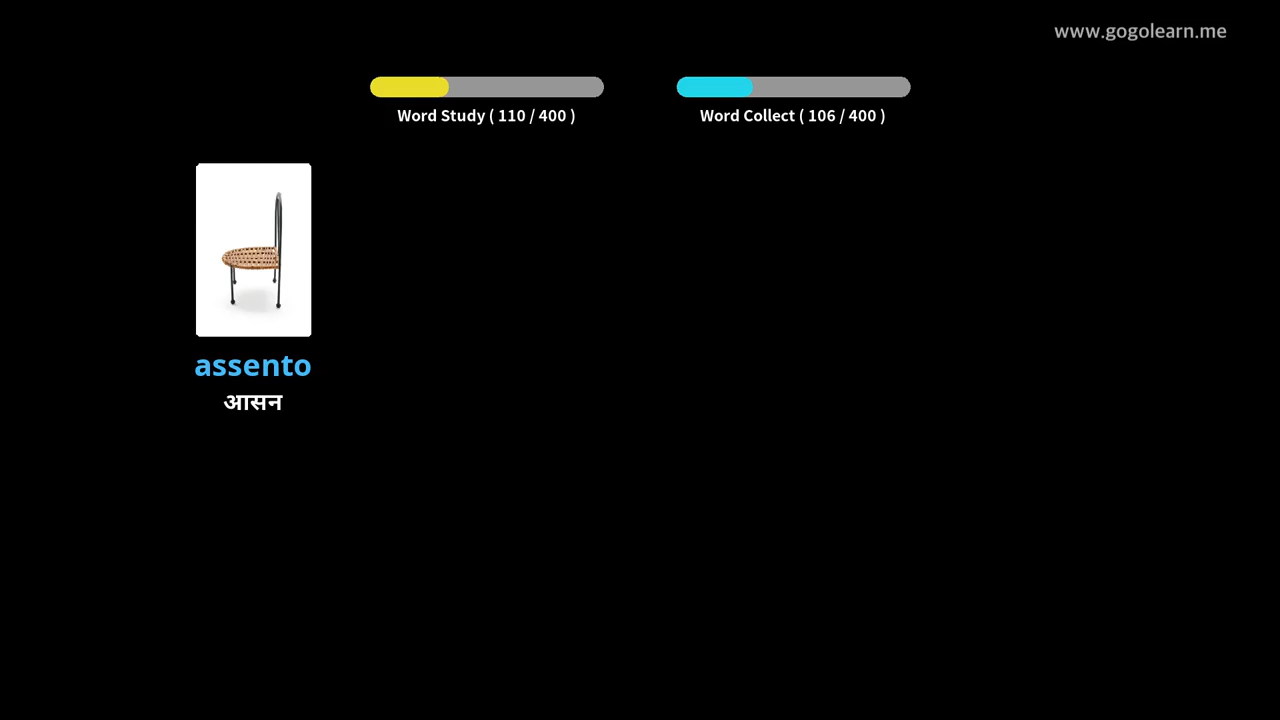 www.gogolearn.me
Word Study ( 110 / 400 )
Word Collect ( 106 / 400 )
assento
आसन